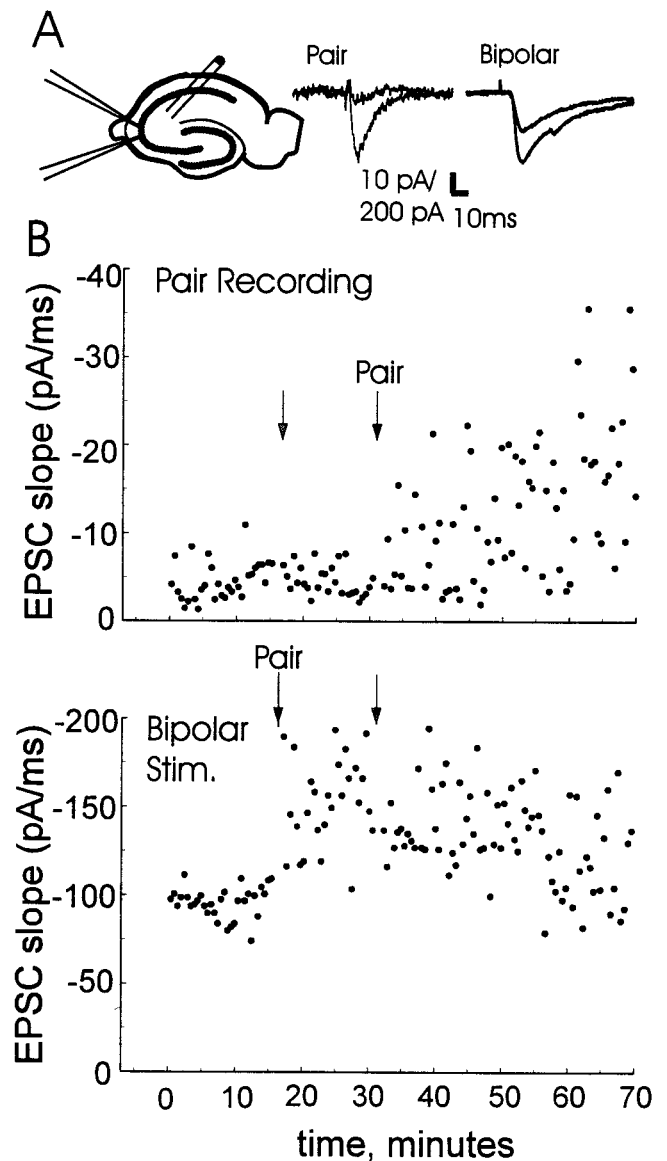 A
Pair
Bipolar
10 pA/
200 pA 10ms
B
Pair Recording
Pair
EPSC slope (pA/ms)
-40
-30
-20
-10
0
Pair
Bipolar
Stim.
EPSC slope (pA/ms)
-200
-150
-100
-50
0
0 10 20 30 40 50 60 70
time, minutes